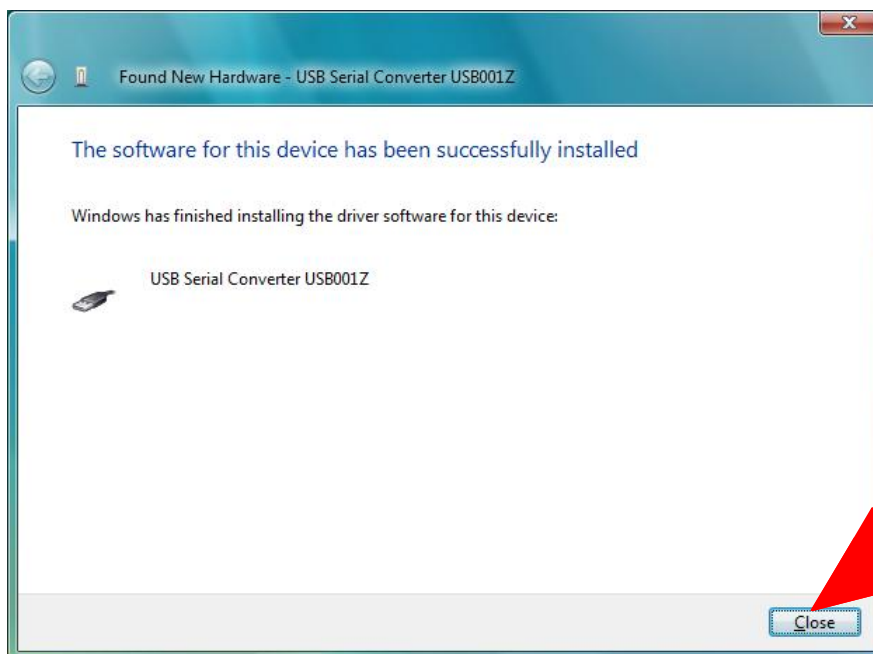 Found New Hardware - USB Serial Converter USB001Z
The software for this device has been successfully installed
Windows has finished installing the driver software for this device:
USB Serial Converter USB001Z
Close